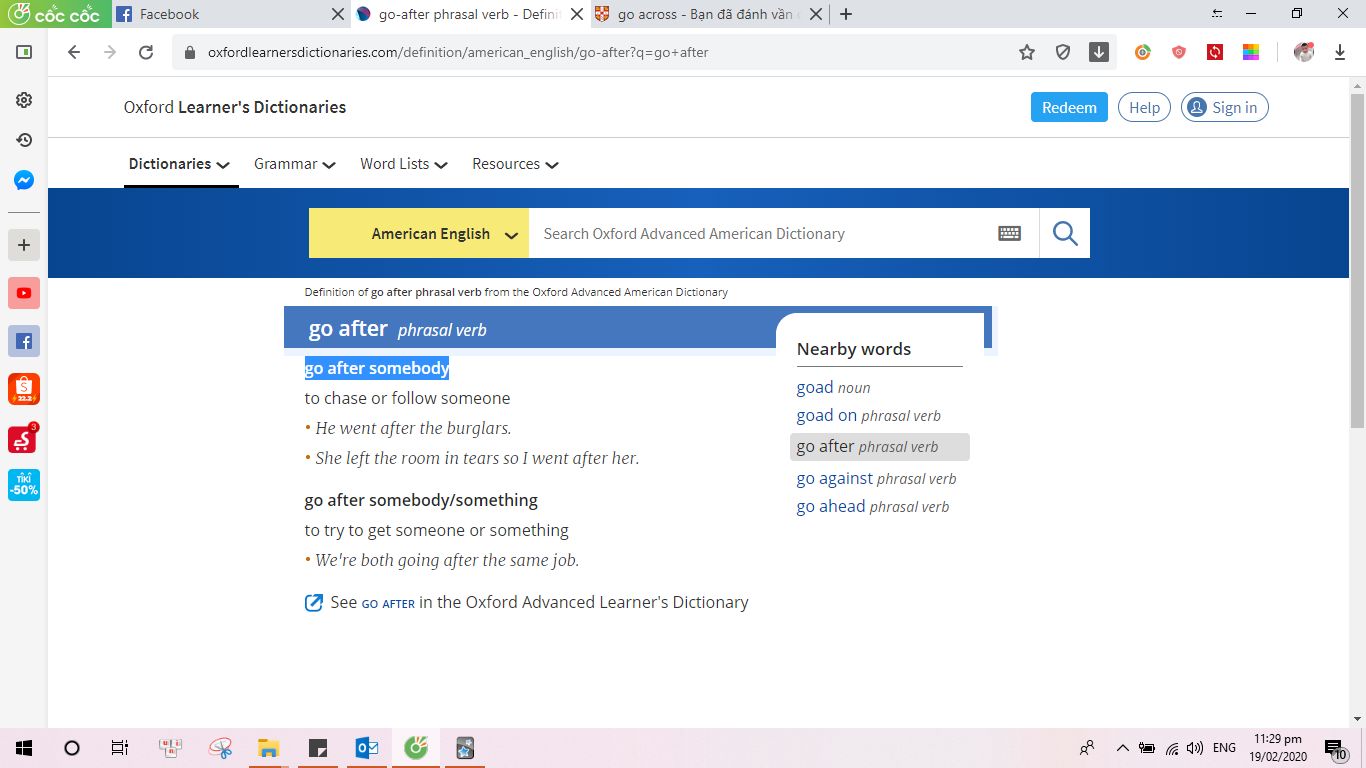 cốc cốc
Facebook
go-after phrasal verb - Defini
go across - Bạn đã đánh vần
oxfordlearnersdictionaries.com/definition/american_english/go-after?q=go+after
Oxford Learner's Dictionaries
Redeem
Help
Sign in
Dictionaries
Grammar
Word Lists
Resources
American English
Search Oxford Advanced American Dictionary
Definition of go after phrasal verb from the Oxford Advanced American Dictionary
go after phrasal verb
go after somebody
to chase or follow someone
• He went after the burglars.
• She left the room in tears so I went after her.
go after somebody/something
to try to get someone or something
• We're both going after the same job.
See GO AFTER in the Oxford Advanced Learner's Dictionary
Nearby words
goad noun
goad on phrasal verb
go after phrasal verb
go against phrasal verb
go ahead phrasal verb
22.2
3
TIKI
-50%
ENG
11:29 pm
19/02/2020
10